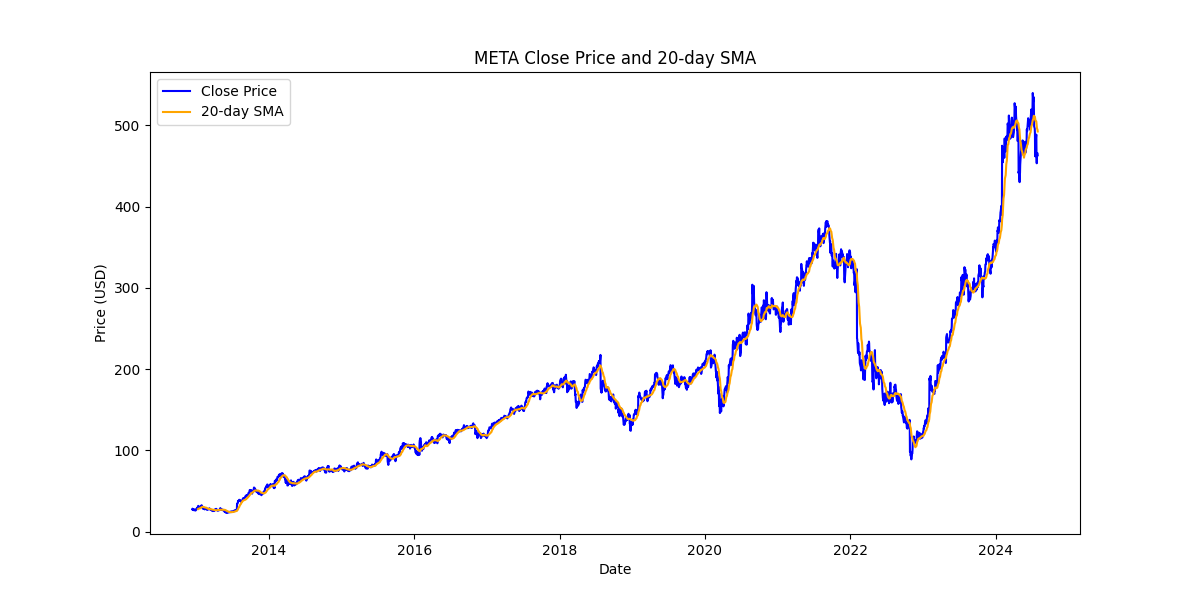 META Close Price and 20-day SMA
Close Price
20-day SMA
Price (USD)
500
400
300
200
100
0
2014 2016 2018 2020 2022 2024
Date